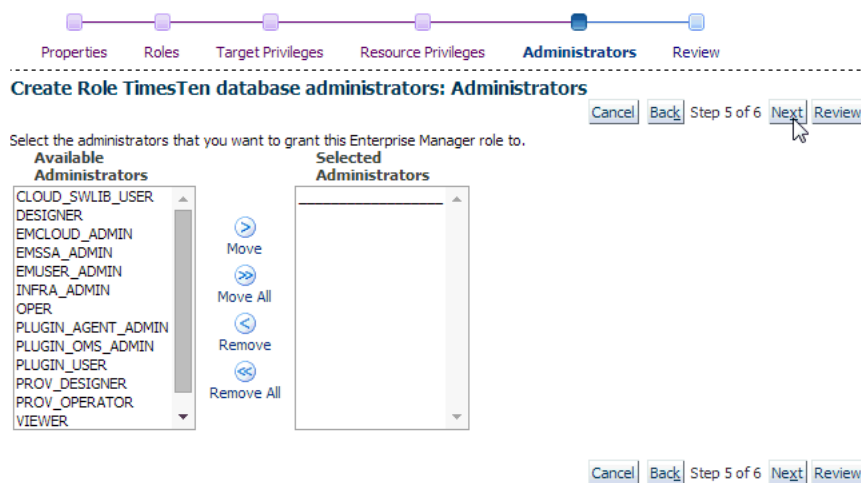 Properties Roles Target Privileges Resource Privileges Administrators Review
Create Role TimesTen database administrators: Administrators
Cancel Back Step 5 of 6 Next Review
Select the administrators that you want to grant this Enterprise Manager role to.
Available Administrators
Selected Administrators
CLOUD_SWLIB_USER
DESIGNER
EMCLOUD_ADMIN
EMSSA_ADMIN
EMUSER_ADMIN
INFRA_ADMIN
OPER
PLUGIN_AGENT_ADMIN
PLUGIN_OMS_ADMIN
PLUGIN_USER
PROV_DESIGNER
PROV_OPERATOR
VIEWER
Move
Move All
Remove
Remove All
Cancel Back Step 5 of 6 Next Review